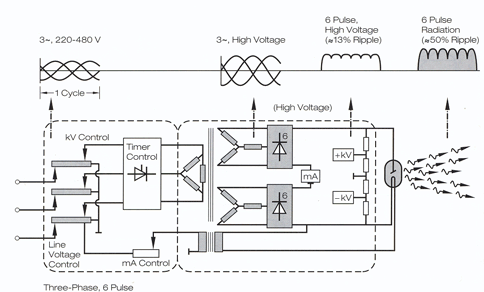 3~, 220-480 V
3~, High Voltage
6 Pulse,
High Voltage
(≈13% Ripple)
6 Pulse
Radiation
(≈50% Ripple)
1 Cycle
(High Voltage)
kV Control
Timer
Control
6
+kV
mA
6
−kV
Line
Voltage
Control
mA Control
Three-Phase, 6 Pulse